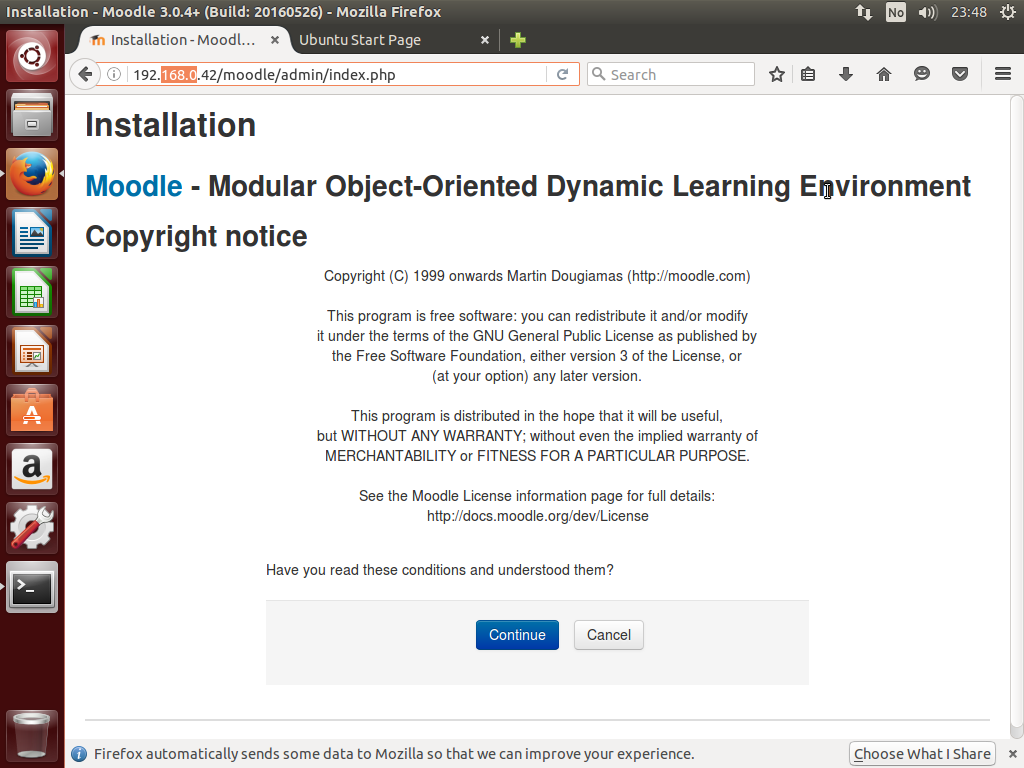 Installation - Moodle 3.0.4+ (Build: 20160526) - Mozilla Firefox
No
23:48
Installation - Moodl...
Ubuntu Start Page
192.168.0.42/moodle/admin/index.php
Search
Installation
Moodle - Modular Object-Oriented Dynamic Learning Environment
Copyright notice
Copyright (C) 1999 onwards Martin Dougiamas (http://moodle.com)
This program is free software: you can redistribute it and/or modify
it under the terms of the GNU General Public License as published by
the Free Software Foundation, either version 3 of the License, or
(at your option) any later version.
This program is distributed in the hope that it will be useful,
but WITHOUT ANY WARRANTY; without even the implied warranty of
MERCHANTABILITY or FITNESS FOR A PARTICULAR PURPOSE.
See the Moodle License information page for full details:
http://docs.moodle.org/dev/License
Have you read these conditions and understood them?
Continue
Cancel
Firefox automatically sends some data to Mozilla so that we can improve your experience.
Choose What I Share